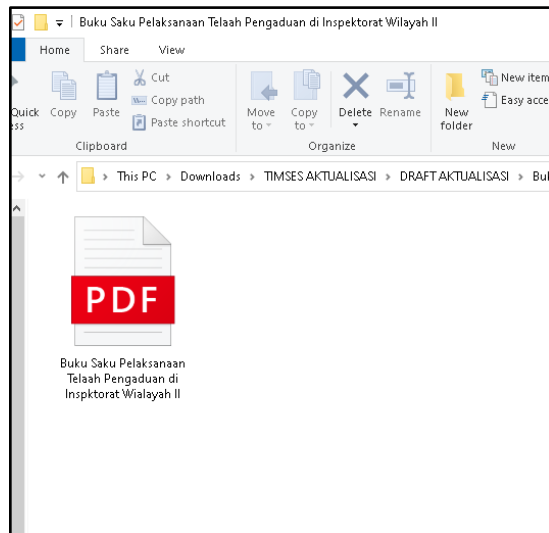 Buku Saku Pelaksanaan Telaah Pengaduan di Inspektorat Wilayah II
Home Share View
Quick
ess
Copy
Paste
Cut
Copy path
Paste shortcut
Move
to
Copy
to
Delete
Rename
New
folder
New item
Easy acce
Clipboard
Organize
New
This PC > Downloads > TIMSES AKTUALISASI > DRAFT AKTUALISASI > Bu
PDF
Buku Saku Pelaksanaan
Telaah Pengaduan di
Inspktorat Wialayah II